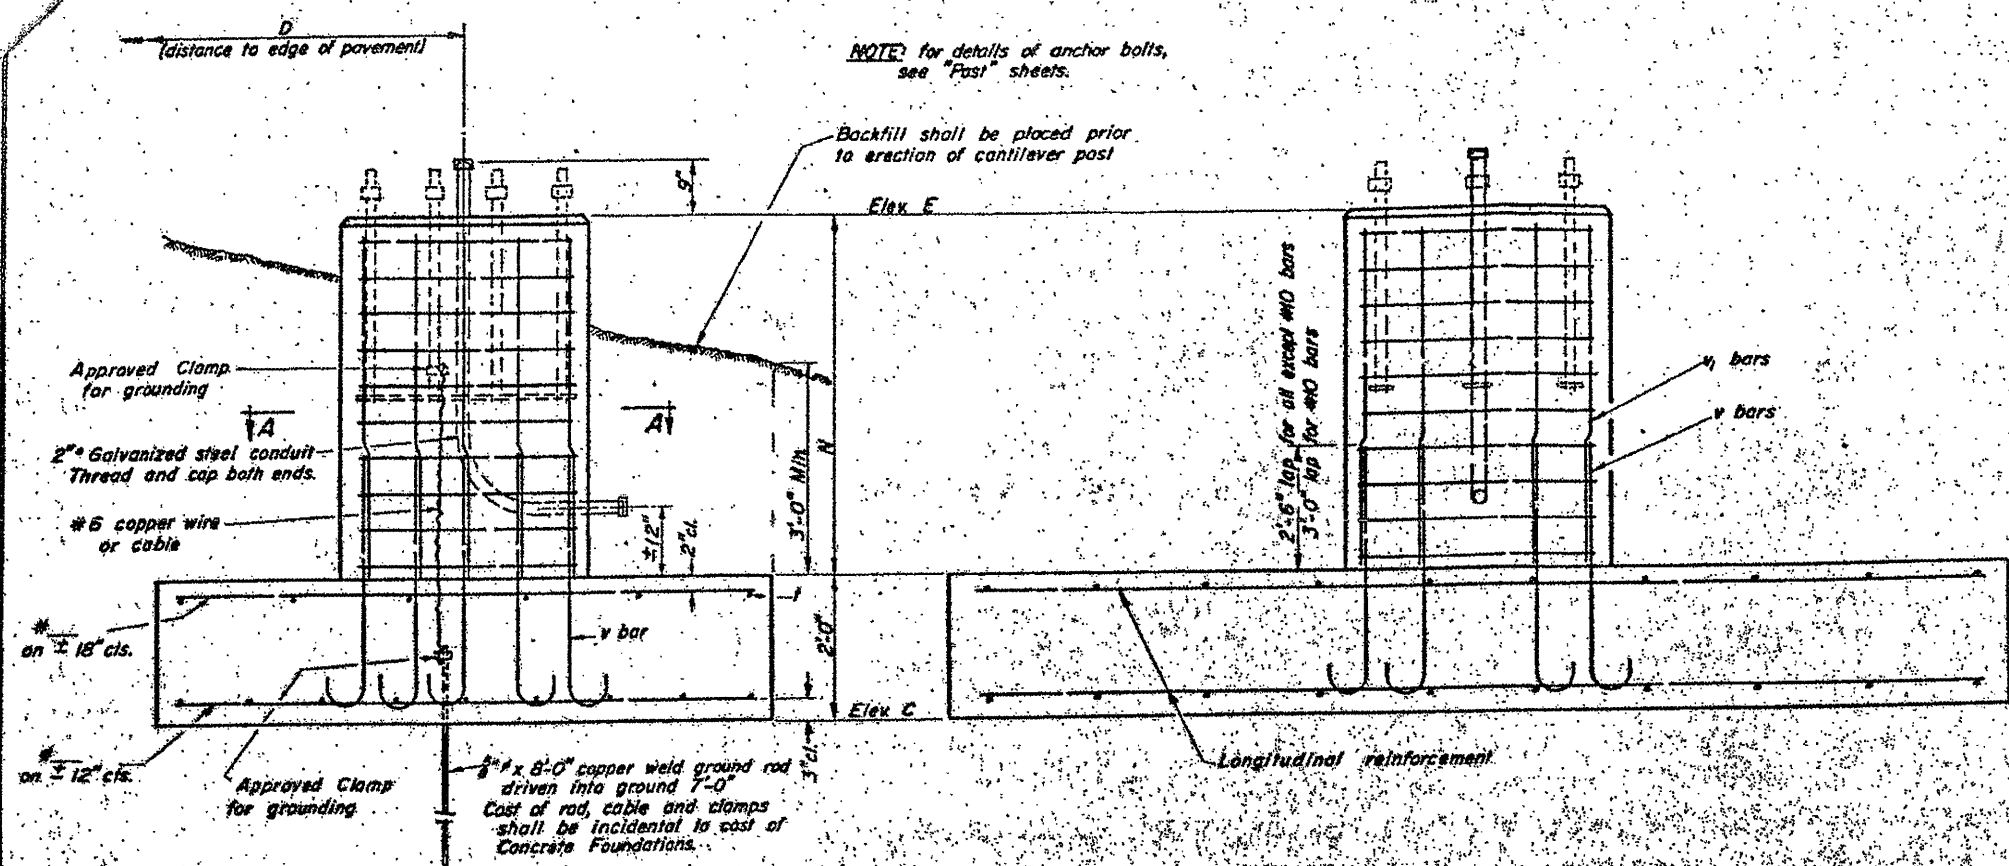 D
(distance to edge of pavement)
NOTE: for details of anchor bolts,
see "Post" sheets.
Backfill shall be placed prior
to erection of cantilever post
9"
Elev. E
Approved Clamp
for grounding
A
A
2"ᶲ Galvanized steel conduit
Thread and cap both ends.
#6 copper wire
or cable
±12"
2"cl.
3'-0" Min.
N
2'-6" lap for all except #10 bars
3'-0" lap for #10 bars
v₁ bars
v bars
#
on ± 18" cts.
v bar
2'-0"
Elev. C
3"cl.
#
on ± 12" cts.
Approved Clamp
for grounding
x 8'-0" copper weld ground rod
driven into ground 7'-0"
Cost of rod, cable and clamps
shall be incidental to cost of
Concrete Foundations.
Longitudinal reinforcement